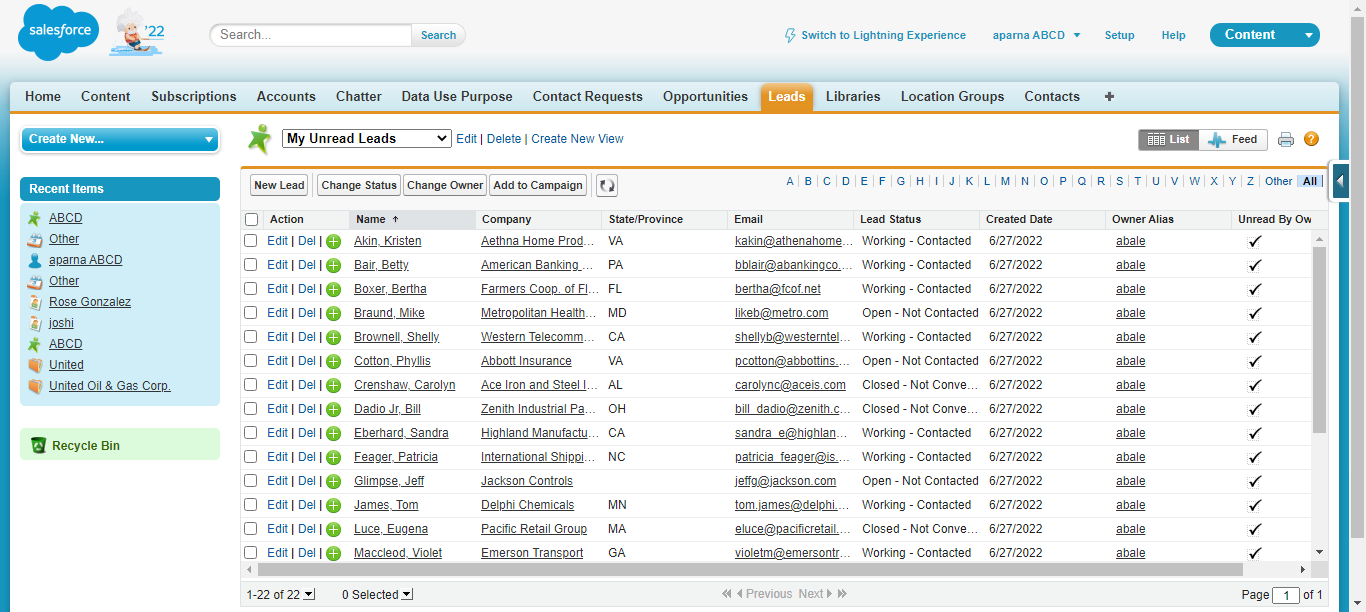 salesforce '22 Search... Search Switch to Lightning Experience aparna ABCD Setup Help Content
Home Content Subscriptions Accounts Chatter Data Use Purpose Contact Requests Opportunities Leads Libraries Location Groups Contacts +
Create New...
Recent Items
ABCD
Other
aparna ABCD
Other
Rose Gonzalez
joshi
ABCD
United
United Oil & Gas Corp.
Recycle Bin
My Unread Leads Edit | Delete | Create New View List Feed ?
New Lead Change Status Change Owner Add to Campaign A B C D E F G H I J K L M N O P Q R S T U V W X Y Z Other All
Action Name Company State/Province Email Lead Status Created Date Owner Alias Unread By Ow
Edit | Del | Akin, Kristen Aethna Home Prod... VA kakin@athenahome... Working - Contacted 6/27/2022 abale
Edit | Del | Bair, Betty American Banking ... PA bblair@abankingco.... Working - Contacted 6/27/2022 abale
Edit | Del | Boxer, Bertha Farmers Coop. of Fl... FL bertha@fcof.net Working - Contacted 6/27/2022 abale
Edit | Del | Braund, Mike Metropolitan Health... MD likeb@metro.com Open - Not Contacted 6/27/2022 abale
Edit | Del | Brownell, Shelly Western Telecomm... CA shellyb@westerntel... Working - Contacted 6/27/2022 abale
Edit | Del | Cotton, Phyllis Abbott Insurance VA pcotton@abbottins... Open - Not Contacted 6/27/2022 abale
Edit | Del | Crenshaw, Carolyn Ace Iron and Steel I... AL carolync@aceis.com Closed - Not Conve... 6/27/2022 abale
Edit | Del | Dadio Jr, Bill Zenith Industrial Pa... OH bill_dadio@zenith.c... Closed - Not Conve... 6/27/2022 abale
Edit | Del | Eberhard, Sandra Highland Manufactu... CA sandra_e@highlan... Working - Contacted 6/27/2022 abale
Edit | Del | Feager, Patricia International Shippi... NC patricia_feager@is... Working - Contacted 6/27/2022 abale
Edit | Del | Glimpse, Jeff Jackson Controls jeffg@jackson.com Open - Not Contacted 6/27/2022 abale
Edit | Del | James, Tom Delphi Chemicals MN tom.james@delphi.... Working - Contacted 6/27/2022 abale
Edit | Del | Luce, Eugena Pacific Retail Group MA eluce@pacificretail... Closed - Not Conve... 6/27/2022 abale
Edit | Del | Maccleod, Violet Emerson Transport GA violetm@emersontr... Working - Contacted 6/27/2022 abale
1-22 of 22 0 Selected Previous Next Page 1 of 1